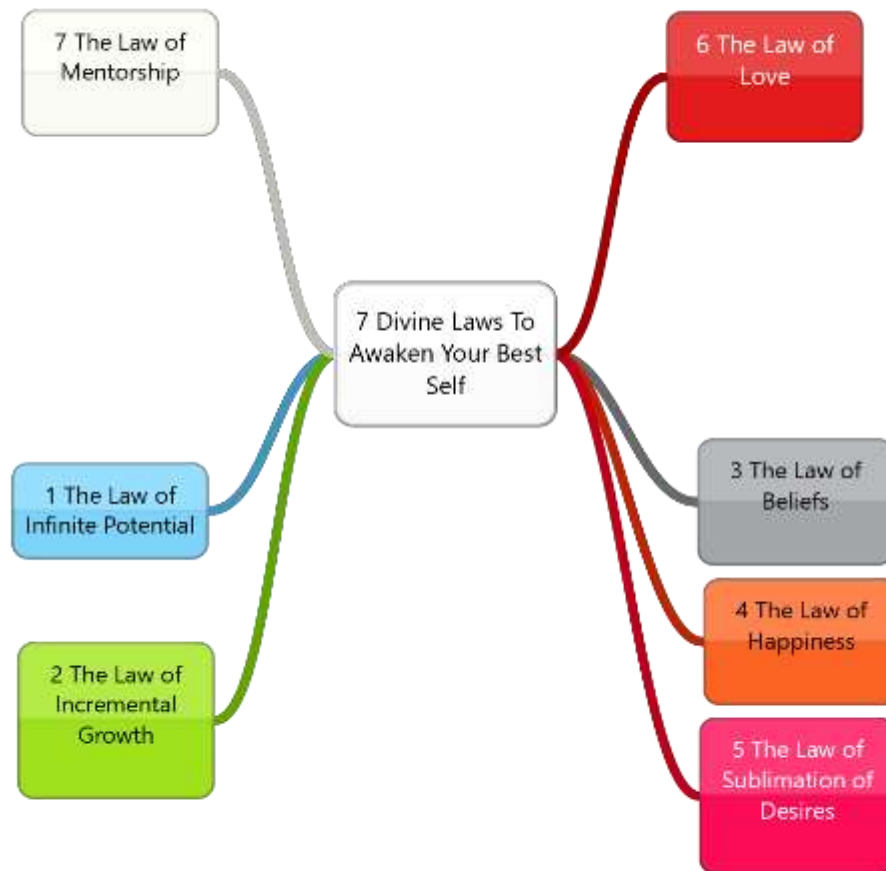 7 The Law of
Mentorship
6 The Law of
Love
7 Divine Laws To
Awaken Your Best
Self
1 The Law of
Infinite Potential
3 The Law of
Beliefs
4 The Law of
Happiness
2 The Law of
Incremental
Growth
5 The Law of
Sublimation of
Desires